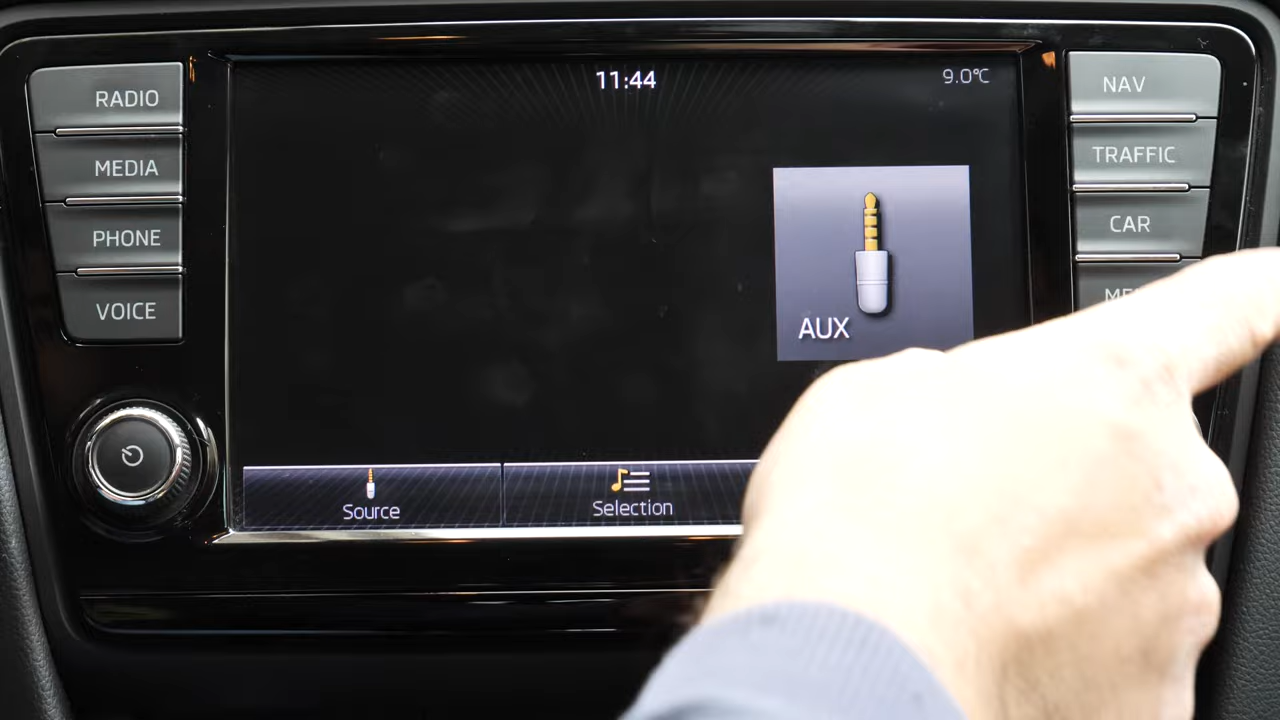 11:44
9.0°C
RADIO
MEDIA
PHONE
VOICE
NAV
TRAFFIC
CAR
AUX
Source
Selection